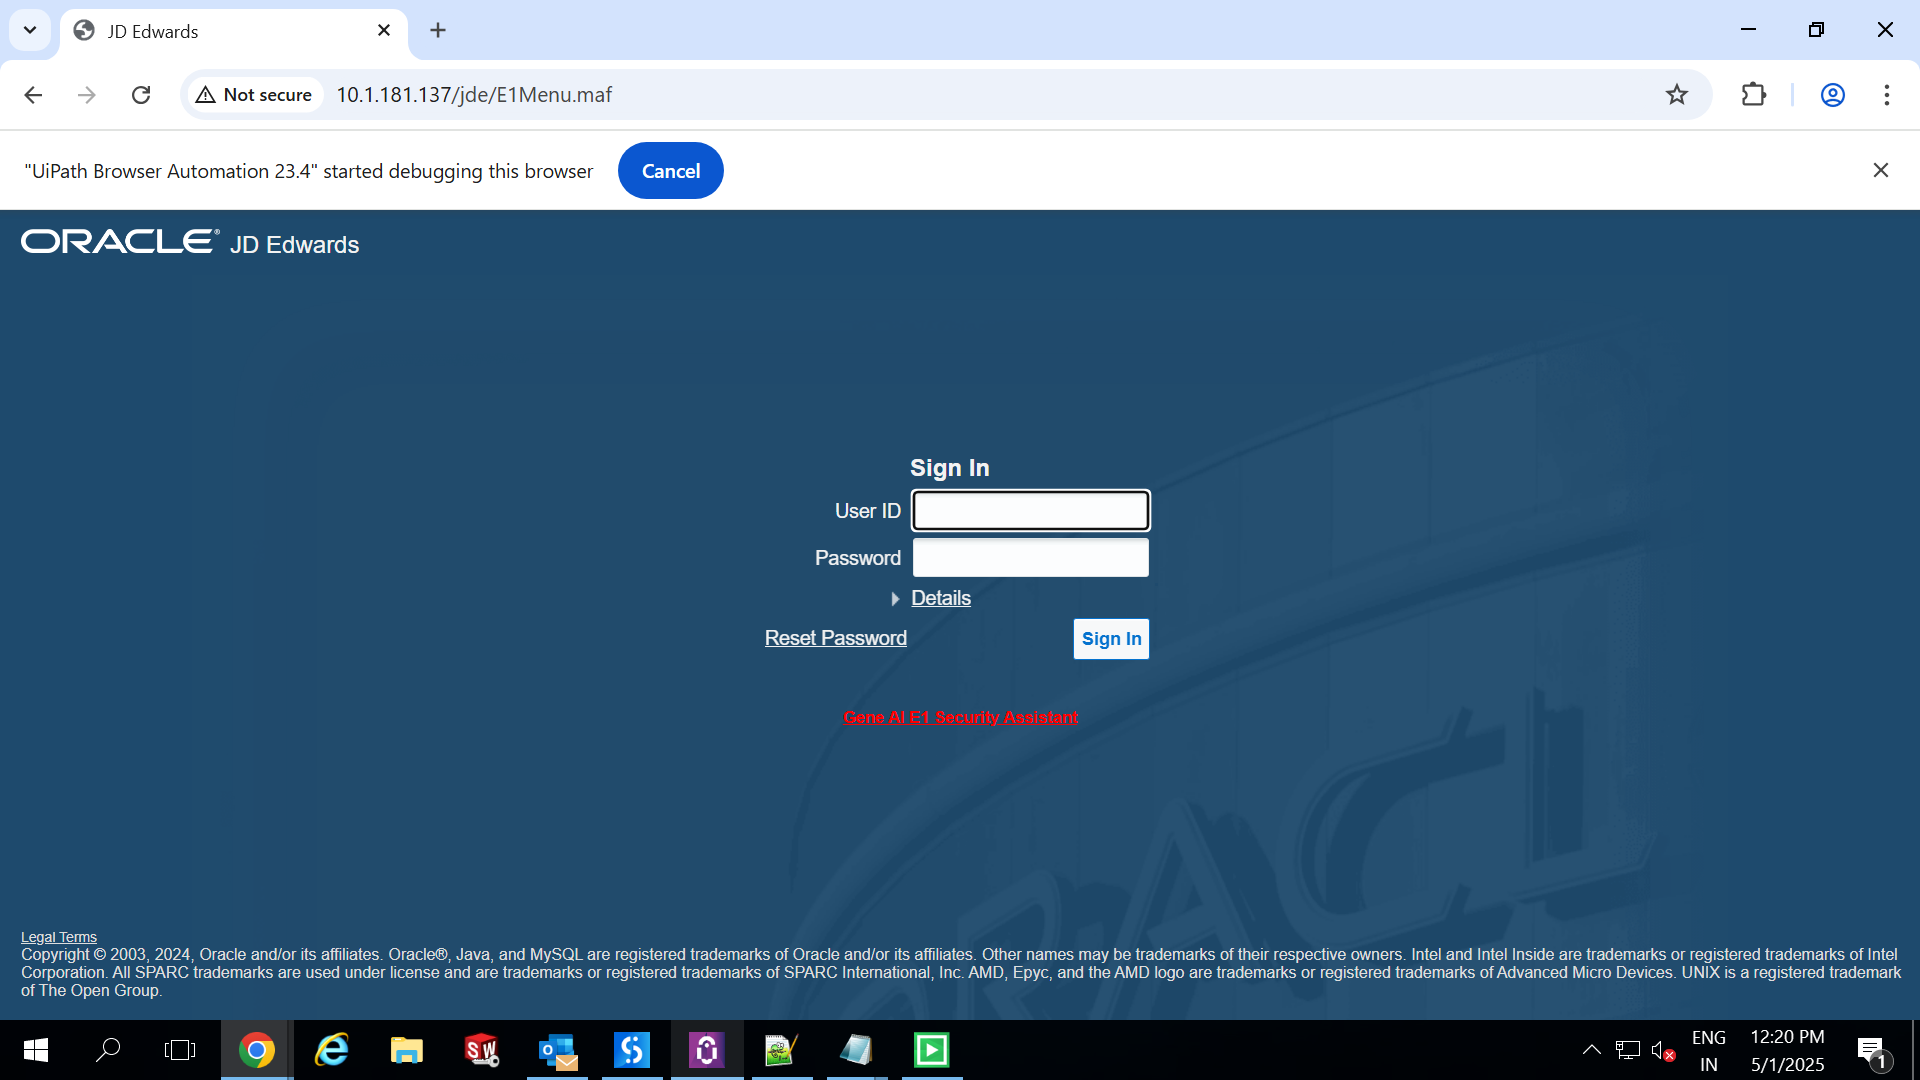 JD Edwards
Not secure
10.1.181.137/jde/E1Menu.maf
"UiPath Browser Automation 23.4" started debugging this browser
Cancel
ORACLE® JD Edwards
Sign In
User ID
Password
Details
Reset Password
Sign In
Gene AI E1 Security Assistant
Legal Terms
Copyright © 2003, 2024, Oracle and/or its affiliates. Oracle®, Java, and MySQL are registered trademarks of Oracle and/or its affiliates. Other names may be trademarks of their respective owners. Intel and Intel Inside are trademarks or registered trademarks of Intel
Corporation. All SPARC trademarks are used under license and are trademarks or registered trademarks of SPARC International, Inc. AMD, Epyc, and the AMD logo are trademarks or registered trademarks of Advanced Micro Devices. UNIX is a registered trademark
of The Open Group.
ORACL
SW
o
ENG
IN
12:20 PM
5/1/2025
1